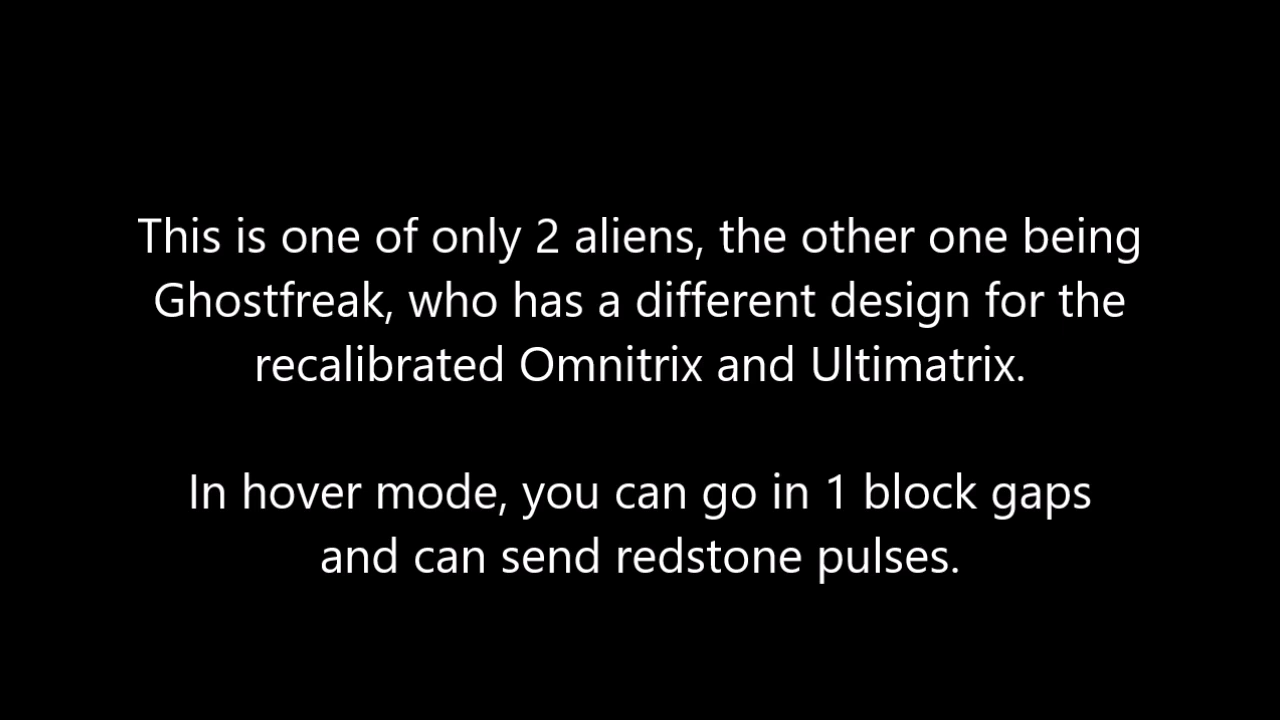 This is one of only 2 aliens, the other one being
Ghostfreak, who has a different design for the
recalibrated Omnitrix and Ultimatrix.
In hover mode, you can go in 1 block gaps
and can send redstone pulses.